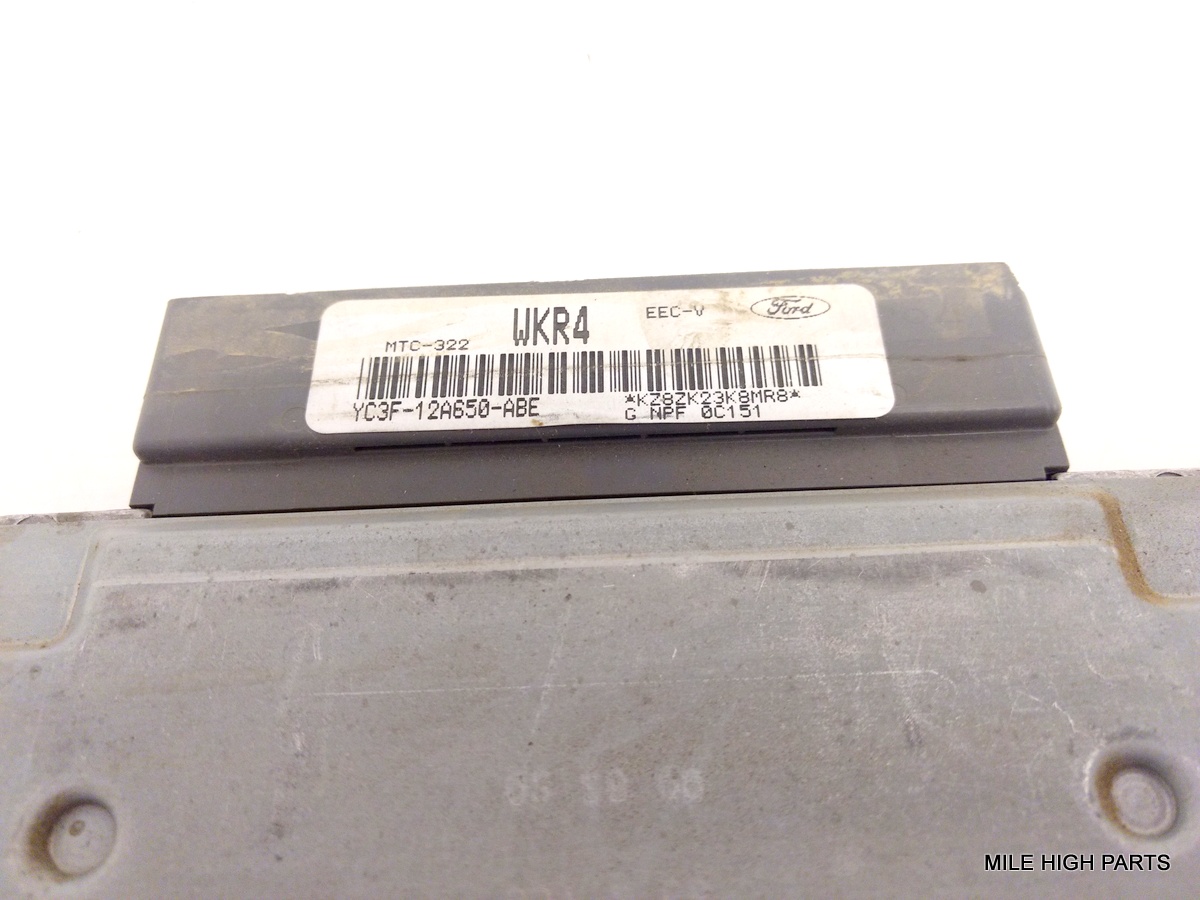 WKR4 EEC-V Ford
MTC-322
YC3F-12A650-ABE *KZ8ZK23K8MR8*
G NPF 0C151
MILE HIGH PARTS